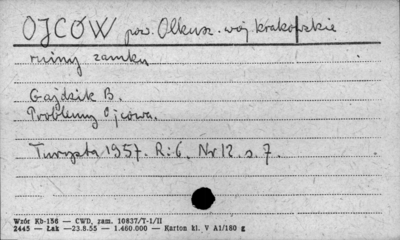 OJCÓW pow. Olkusz. woj. krakowskie
ruiny zamku
Gajdzik B.
Problemy Ojcowa.
Turysta 1957. R: 6. Nr 12. s. 7.
Wzór Kb-156 — CWD, zam. 10837/T-1/II
2445 — Łak —23.8.55 — 1.460.000 — Karton kl. V A1/180 g